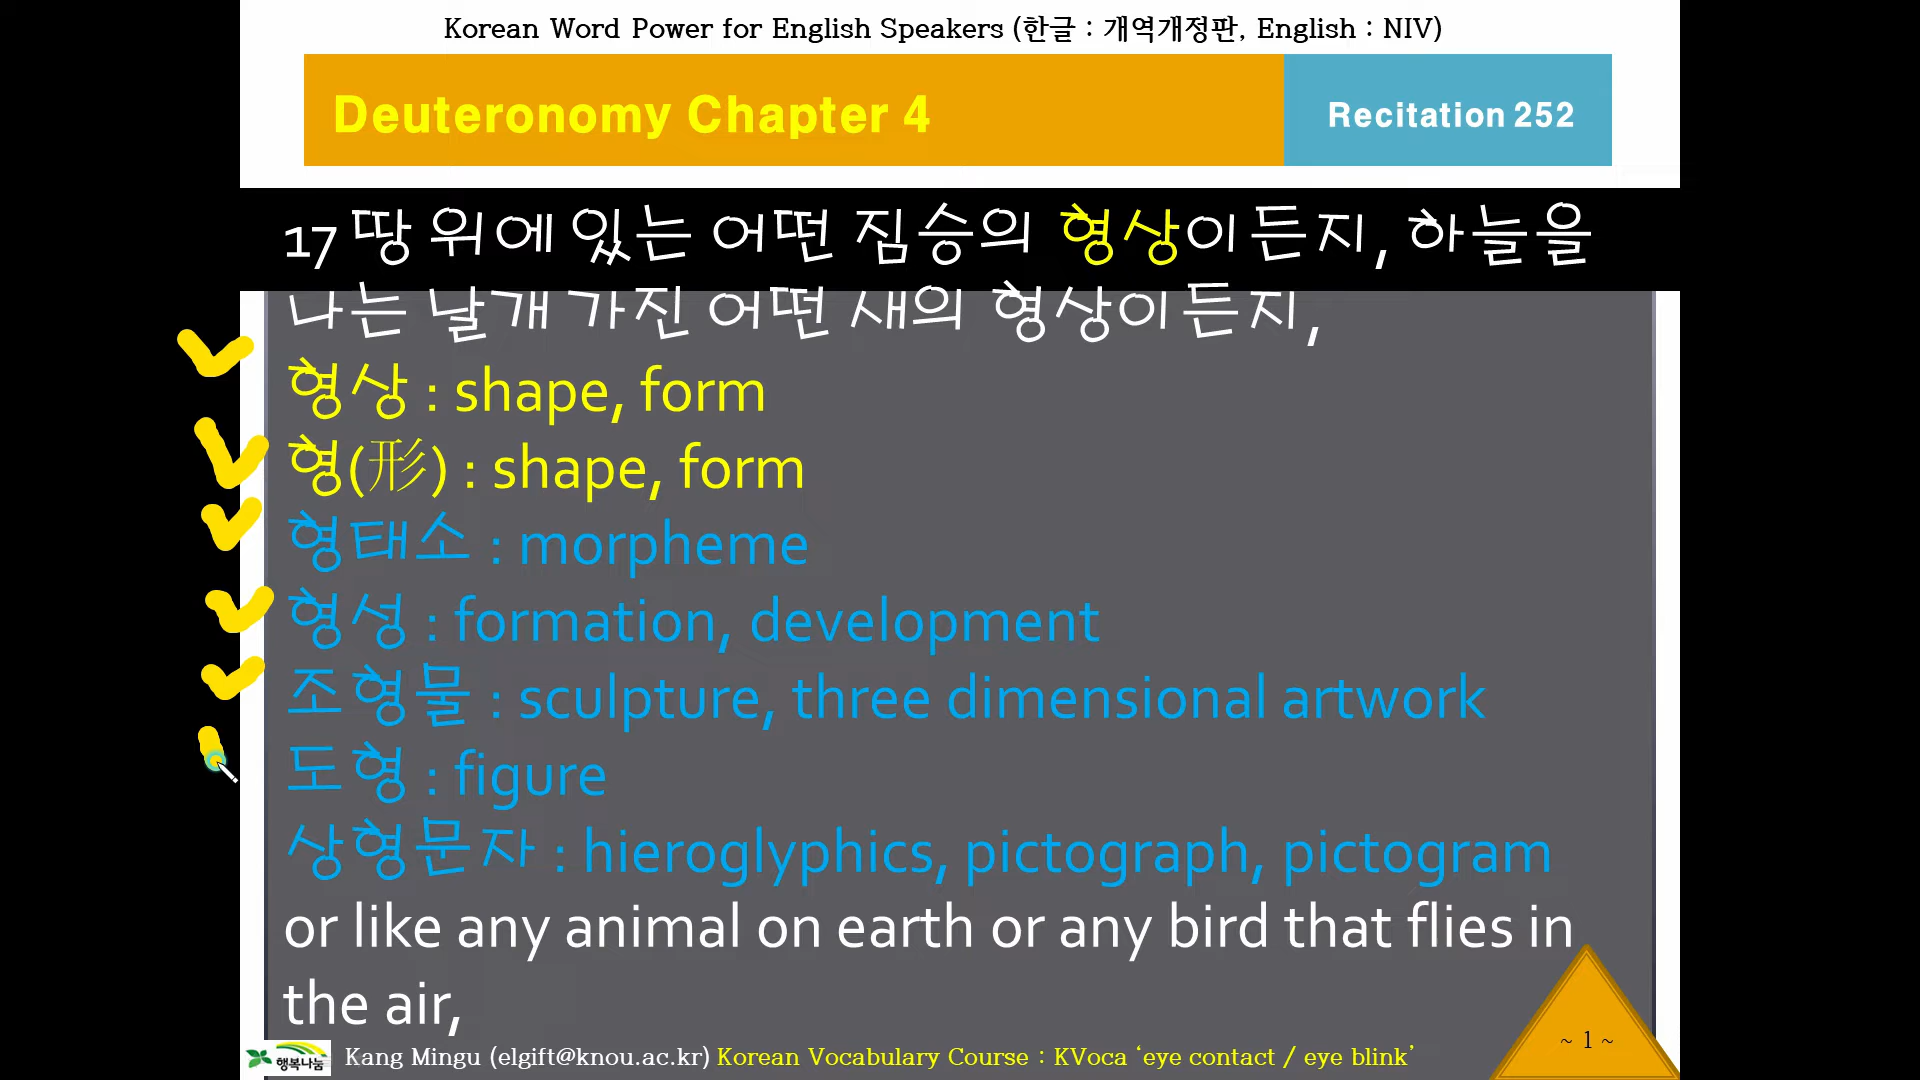 Korean Word Power for English Speakers (한글 : 개역개정판, English : NIV)
Deuteronomy Chapter 4
Recitation 252
17 땅 위에 있는 어떤 짐승의 형상이든지, 하늘을
나는 날개 가진 어떤 새의 형상이든지,
형상 : shape, form
형(形) : shape, form
형태소 : morpheme
형성 : formation, development
조형물 : sculpture, three dimensional artwork
도형 : figure
상형문자 : hieroglyphics, pictograph, pictogram
or like any animal on earth or any bird that flies in
the air,
~ 1 ~
행복나눔
Kang Mingu (elgift@knou.ac.kr) Korean Vocabulary Course : KVoca ‘eye contact / eye blink’